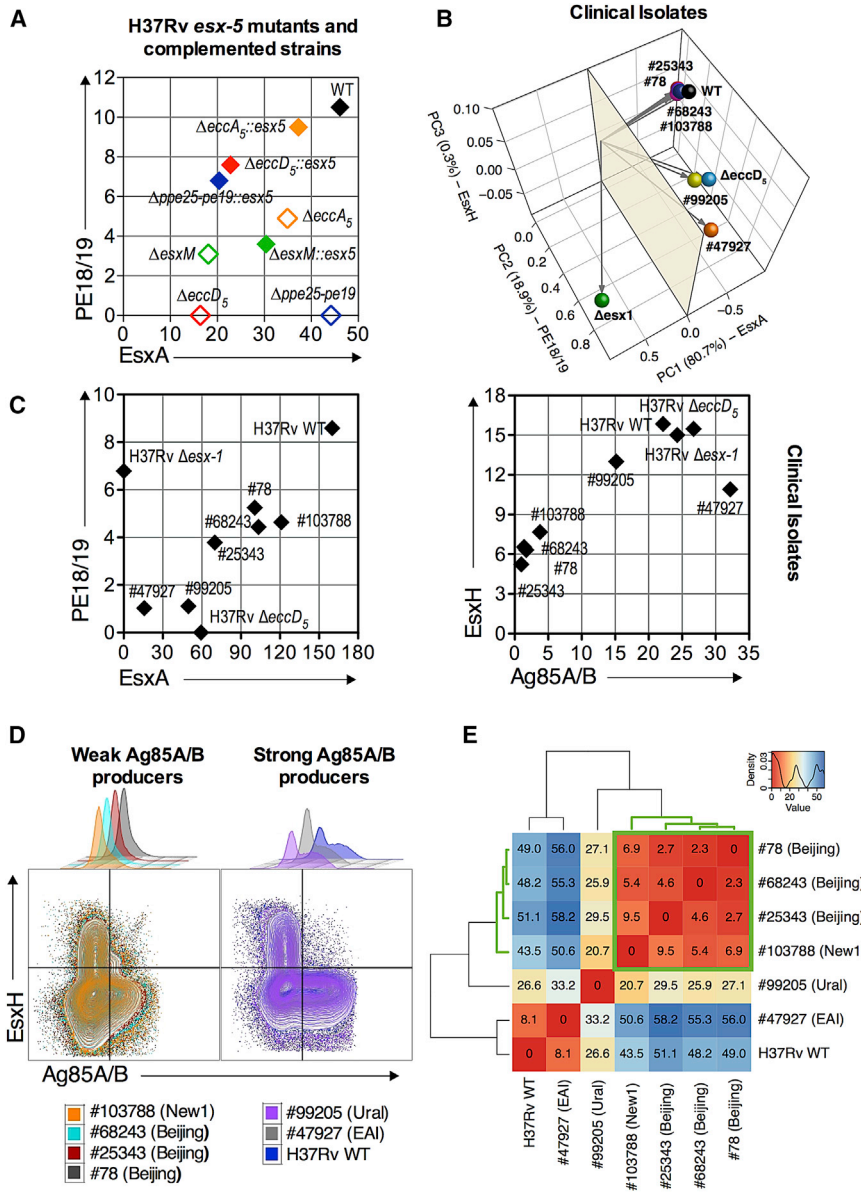 A
H37Rv esx-5 mutants and
complemented strains
PE18/19
12
10
8
6
4
2
0
0 10 20 30 40 50
EsxA
WT
ΔeccA5::esx5
ΔeccD5::esx5
Δppe25-pe19::esx5
ΔeccA5
ΔesxM
ΔesxM::esx5
ΔeccD5
Δppe25-pe19
B
Clinical Isolates
PC3 (0.3%) – EsxH
0.10
0.05
0.00
−0.05
PC2 (18.9%) – PE18/19
0.0
0.2
0.4
0.6
0.8
PC1 (80.7%) – EsxA
0.5
0.0
−0.5
#25343
#78
WT
#68243
#103788
ΔeccD5
#99205
#47927
Δesx1
C
PE18/19
10
8
6
4
2
0
0 30 60 90 120 150 180
EsxA
H37Rv WT
H37Rv Δesx-1
#78
#68243
#103788
#25343
#47927
#99205
H37Rv ΔeccD5
EsxH
18
15
12
9
6
3
0
0 5 10 15 20 25 30 35
Ag85A/B
H37Rv ΔeccD5
H37Rv WT
H37Rv Δesx-1
#99205
#47927
#103788
#68243
#78
#25343
Clinical Isolates
D
Weak Ag85A/B
producers
Strong Ag85A/B
producers
EsxH
Ag85A/B
#103788 (New1)
#68243 (Beijing)
#25343 (Beijing)
#78 (Beijing)
#99205 (Ural)
#47927 (EAI)
H37Rv WT
E
Density
0 0.03
0 20 50
Value
49.0 56.0 27.1 6.9 2.7 2.3 0 #78 (Beijing)
48.2 55.3 25.9 5.4 4.6 0 2.3 #68243 (Beijing)
51.1 58.2 29.5 9.5 0 4.6 2.7 #25343 (Beijing)
43.5 50.6 20.7 0 9.5 5.4 6.9 #103788 (New1
26.6 33.2 0 20.7 29.5 25.9 27.1 #99205 (Ural)
8.1 0 33.2 50.6 58.2 55.3 56.0 #47927 (EAI)
0 8.1 26.6 43.5 51.1 48.2 49.0 H37Rv WT
H37Rv WT
#47927 (EAI)
#99205 (Ural)
#103788 (New1)
#25343 (Beijing)
#68243 (Beijing)
#78 (Beijing)